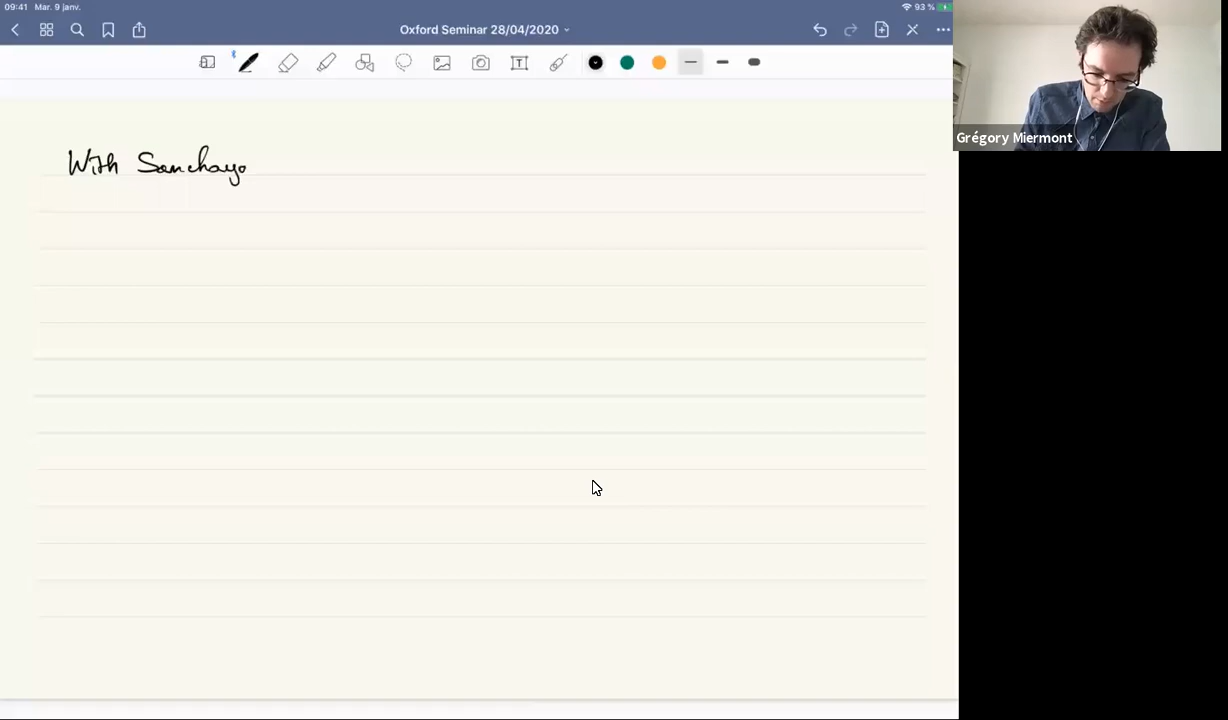 09:41 Mar. 9 janv. 93 %
Oxford Seminar 28/04/2020
T
Grégory Miermont
With Sanchayo